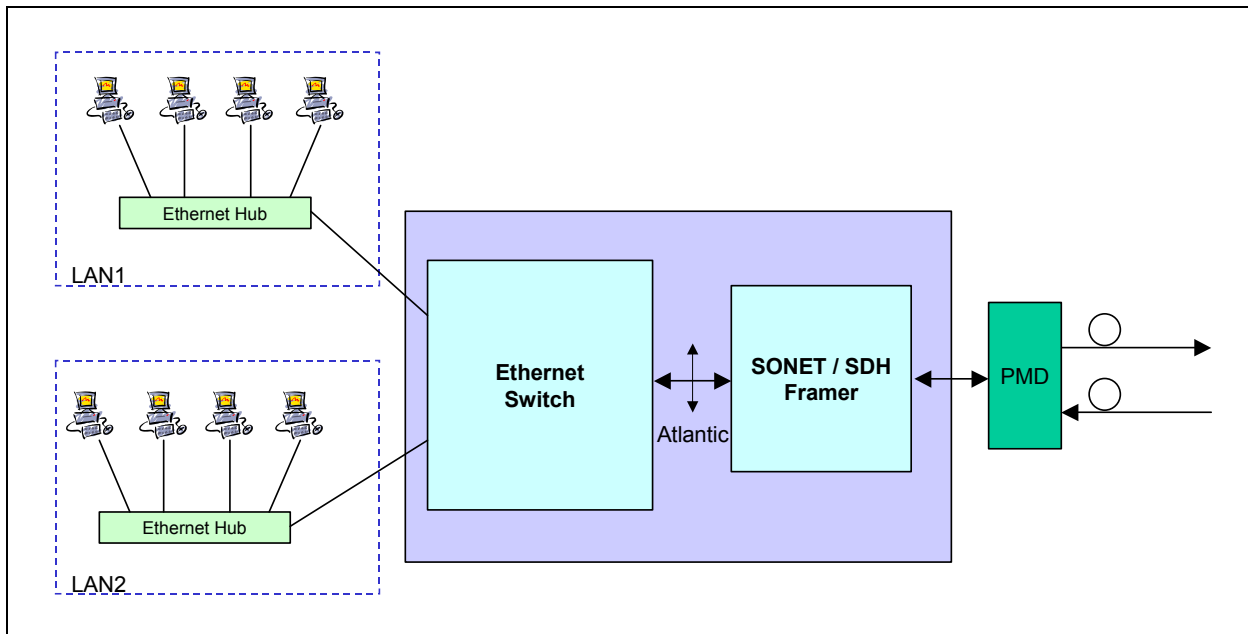 Ethernet Hub
LAN1
Ethernet
Switch
Atlantic
SONET / SDH
Framer
PMD
Ethernet Hub
LAN2